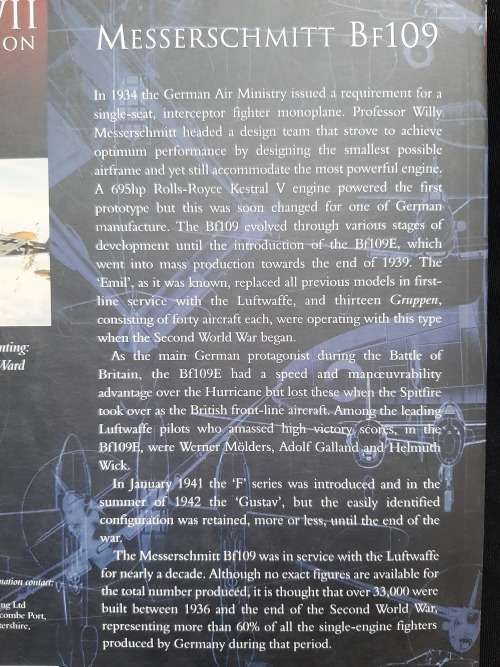 VII
ON
MESSERSCHMITT BF109
In 1934 the German Air Ministry issued a requirement for a
single-seat, interceptor fighter monoplane. Professor Willy
Messerschmitt headed a design team that strove to achieve
optimum performance by designing the smallest possible
airframe and yet still accommodate the most powerful engine.
A 695hp Rolls-Royce Kestral V engine powered the first
prototype but this was soon changed for one of German
manufacture. The Bf109 evolved through various stages of
development until the introduction of the Bf109E, which
went into mass production towards the end of 1939. The
'Emil', as it was known, replaced all previous models in first-
line service with the Luftwaffe, and thirteen Gruppen,
consisting of forty aircraft each, were operating with this type
when the Second World War began.
As the main German protagonist during the Battle of
Britain, the Bf109E had a speed and manœuvrability
advantage over the Hurricane but lost these when the Spitfire
took over as the British front-line aircraft. Among the leading
Luftwaffe pilots who amassed high victory scores, in the
Bf109E, were Werner Mölders, Adolf Galland and Helmuth
Wick.
In January 1941 the 'F' series was introduced and in the
summer of 1942 the 'Gustav', but the easily identified
configuration was retained, more or less, until the end of the
war.
The Messerschmitt Bf109 was in service with the Luftwaffe
for nearly a decade. Although no exact figures are available for
the total number produced, it is thought that over 33,000 were
built between 1936 and the end of the Second World War,
representing more than 60% of all the single-engine fighters
produced by Germany during that period.
nting:
Ward
mation contact:
ng Ltd
combe Port,
tershire,